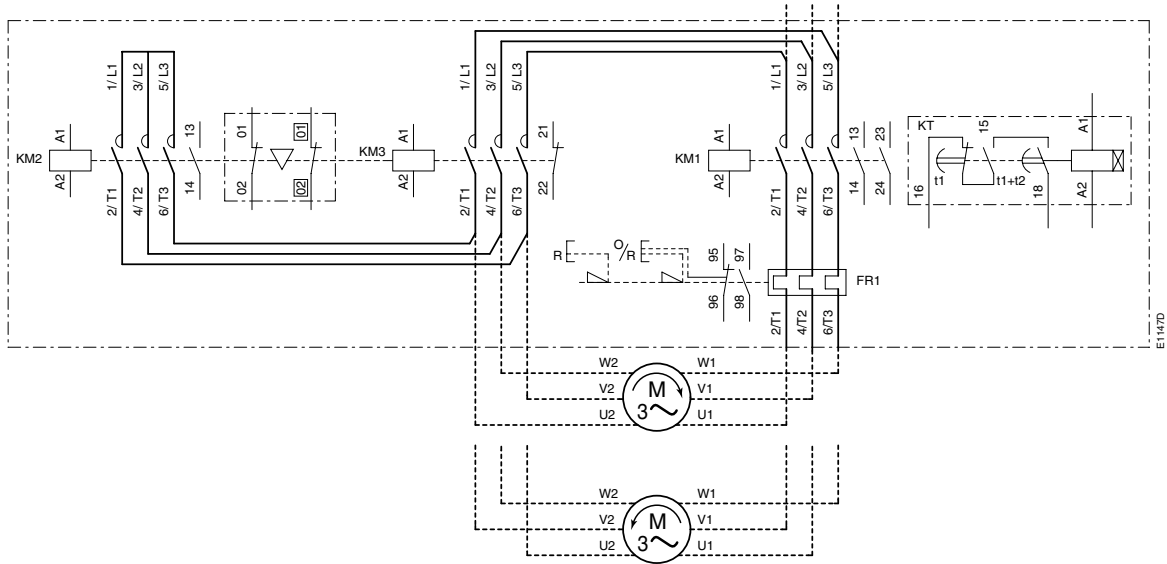 1/ L1
3/ L2
5/ L3
1/ L1
3/ L2
5/ L3
1/ L1
3/ L2
5/ L3
KM2
A1
A2
13
14
01
02
01
02
KM3
A1
A2
21
22
KM1
A1
A2
13
14
23
24
KT
15
t1
t1+t2
16
18
A1
A2
2/ T1
4/ T2
6/ T3
2/ T1
4/ T2
6/ T3
2/ T1
4/ T2
6/ T3
R
O/R
95
96
97
98
FR1
2/T1
4/T2
6/T3
E1147D
W2
W1
V2
V1
U2
U1
M
3~
W2
W1
V2
V1
U2
U1
M
3~